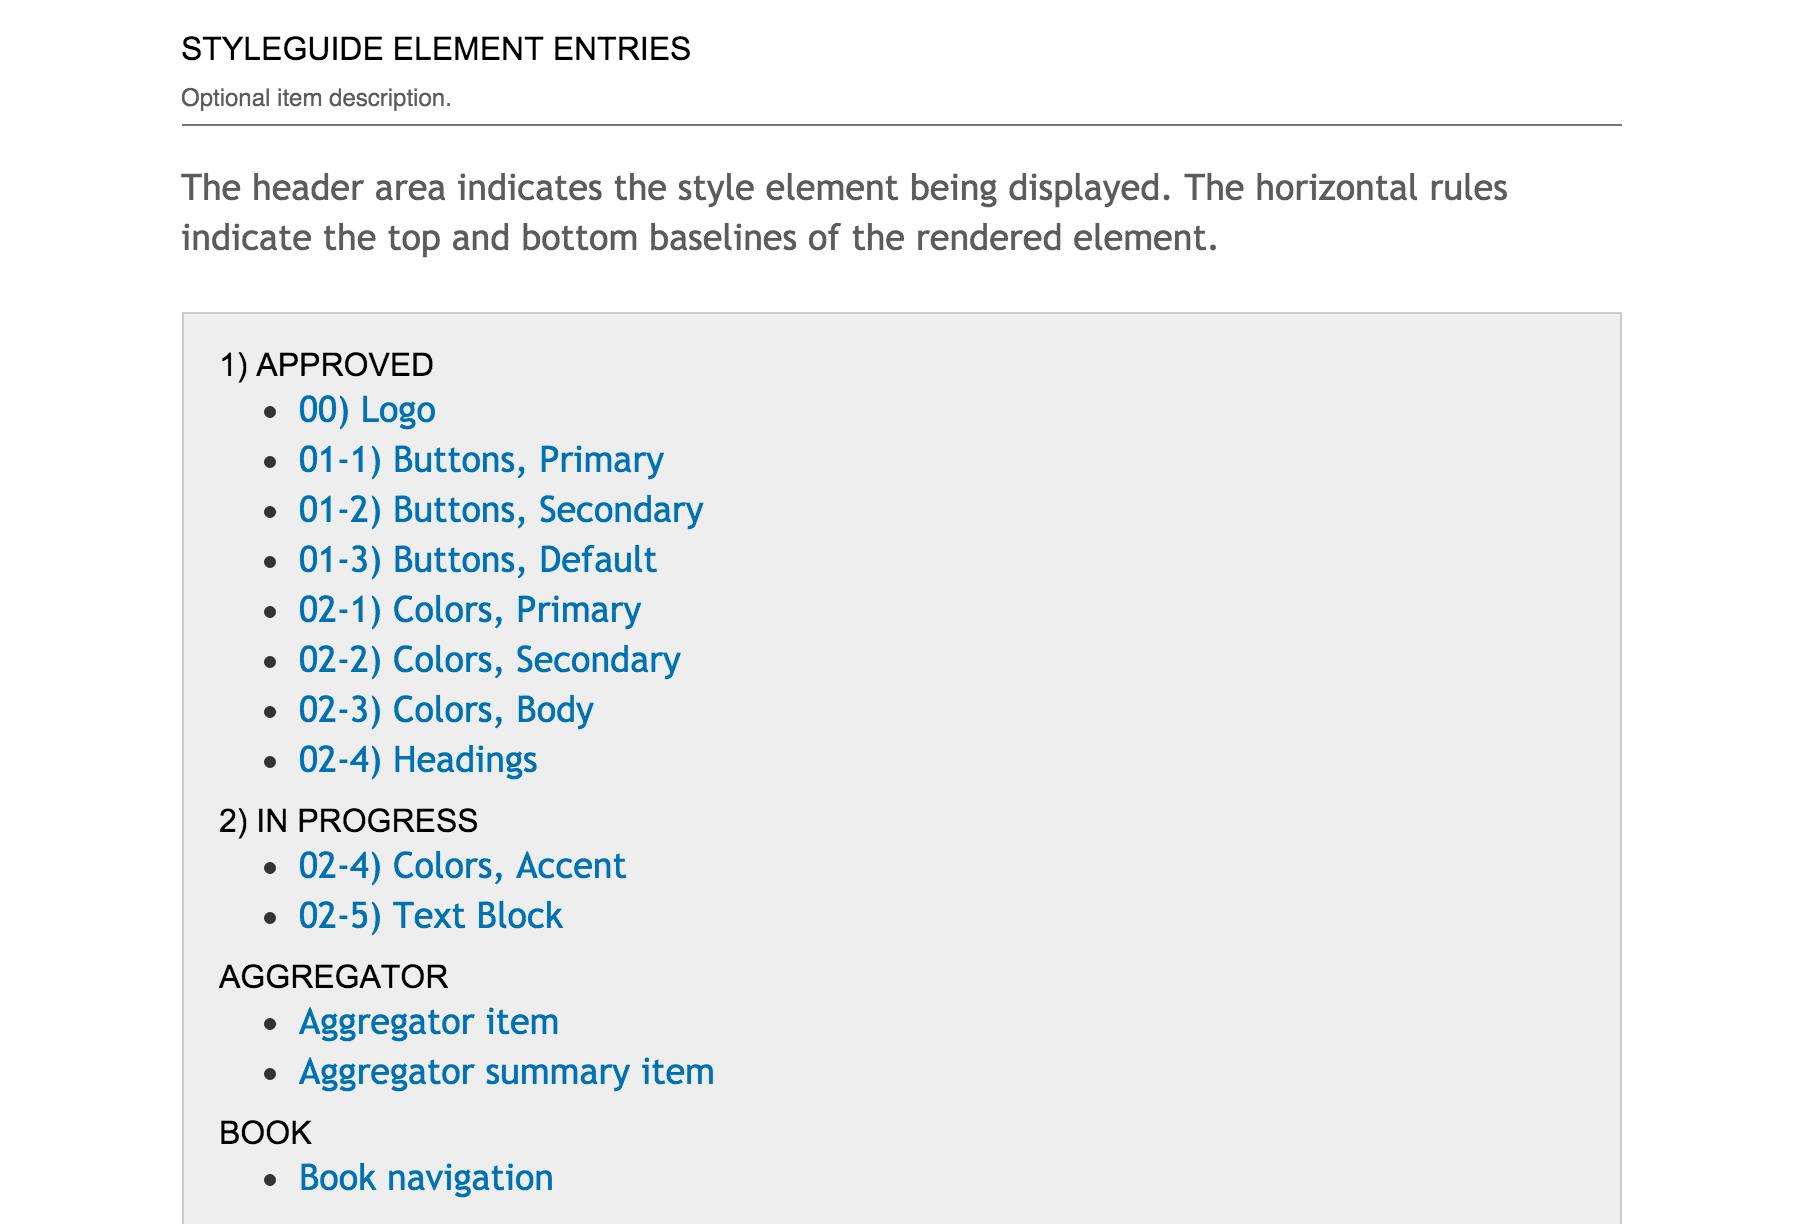 STYLEGUIDE ELEMENT ENTRIES
Optional item description.
The header area indicates the style element being displayed. The horizontal rules
indicate the top and bottom baselines of the rendered element.
1) APPROVED
00) Logo
01-1) Buttons, Primary
01-2) Buttons, Secondary
01-3) Buttons, Default
02-1) Colors, Primary
02-2) Colors, Secondary
02-3) Colors, Body
02-4) Headings
2) IN PROGRESS
02-4) Colors, Accent
02-5) Text Block
AGGREGATOR
Aggregator item
Aggregator summary item
BOOK
Book navigation